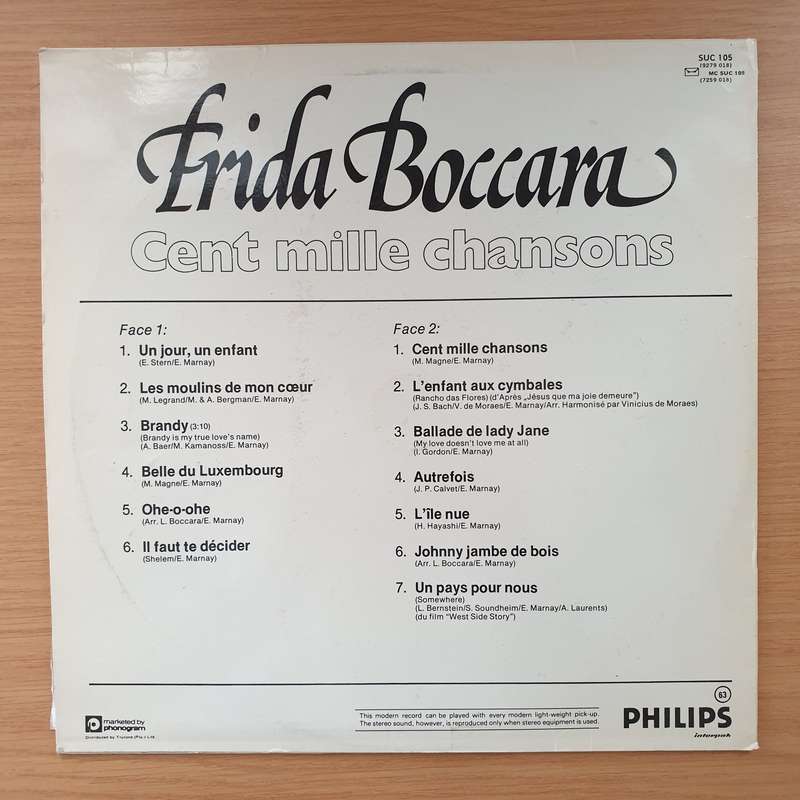 SUC 105
(9279 018)
MC SUC 105
(7259 018)
Frida Boccara
Cent mille chansons
Face 1:
1. Un jour, un enfant
(E. Stern/E. Marnay)
2. Les moulins de mon cœur
(M. Legrand/M. & A. Bergman/E. Marnay)
3. Brandy (3:10)
(Brandy is my true love's name)
(A. Baer/M. Kamanoss/E. Marnay)
4. Belle du Luxembourg
(M. Magne/E. Marnay)
5. Ohe-o-ohe
(Arr. L. Boccara/E. Marnay)
6. Il faut te décider
(Shelem/E. Marnay)
Face 2:
1. Cent mille chansons
(M. Magne/E. Marnay)
2. L'enfant aux cymbales
(Rancho das Flores) (d'Après „Jésus que ma joie demeure")
(J. S. Bach/V. de Moraes/E. Marnay/Arr. Harmonisé par Vinicius de Moraes)
3. Ballade de lady Jane
(My love doesn't love me at all)
(I. Gordon/E. Marnay)
4. Autrefois
(J. P. Calvet/E. Marnay)
5. L'île nue
(H. Hayashi/E. Marnay)
6. Johnny jambe de bois
(Arr. L. Boccara/E. Marnay)
7. Un pays pour nous
(Somewhere)
(L. Bernstein/S. Soundheim/E. Marnay/A. Laurents)
(du film "West Side Story")
marketed by
phonogram
Distributed by Trutone (Pty.) Ltd.
This modern record can be played with every modern light-weight pick-up.
The stereo sound, however, is reproduced only when stereo equipment is used.
63
PHILIPS
interpak